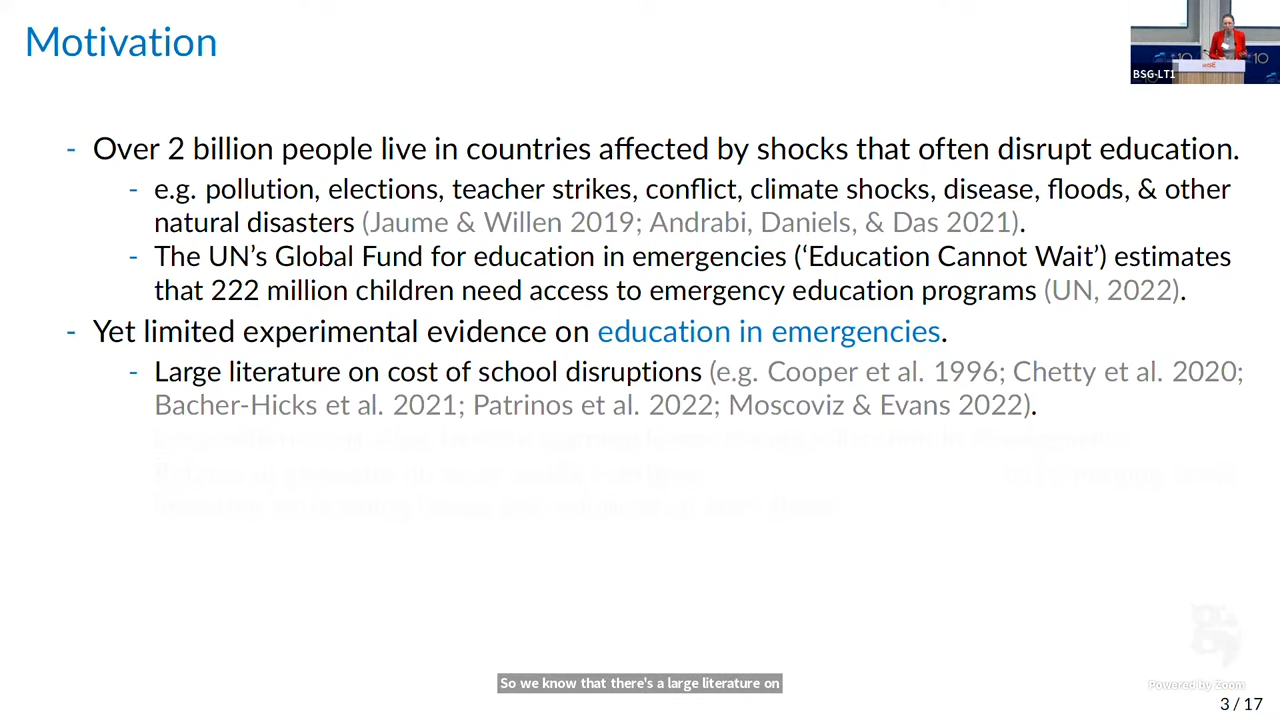 Motivation
BSG-LT1
- Over 2 billion people live in countries affected by shocks that often disrupt education.
- e.g. pollution, elections, teacher strikes, conflict, climate shocks, disease, floods, & other
natural disasters (Jaume & Willen 2019; Andrabi, Daniels, & Das 2021).
- The UN’s Global Fund for education in emergencies (‘Education Cannot Wait’) estimates
that 222 million children need access to emergency education programs (UN, 2022).
- Yet limited experimental evidence on education in emergencies.
- Large literature on cost of school disruptions (e.g. Cooper et al. 1996; Chetty et al. 2020;
Bacher-Hicks et al. 2021; Patrinos et al. 2022; Moscoviz & Evans 2022).
So we know that there's a large literature on
Powered by Zoom
3 / 17